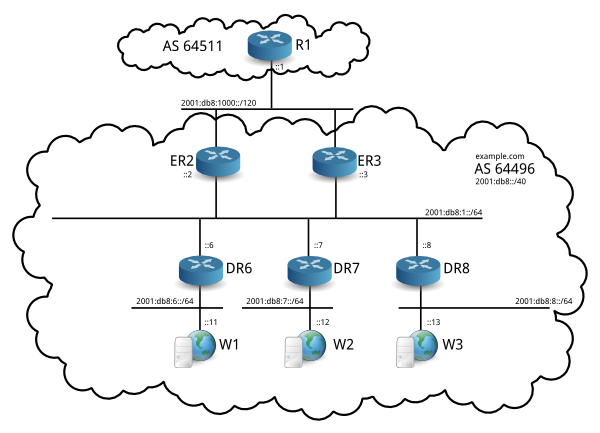 AS 64511
R1
::1
2001:db8:1000::/120
ER2
::2
ER3
::3
example.com
AS 64496
2001:db8::/40
2001:db8:1::/64
::6
::7
::8
DR6
DR7
DR8
2001:db8:6::/64
2001:db8:7::/64
2001:db8:8::/64
::11
::12
::13
W1
W2
W3